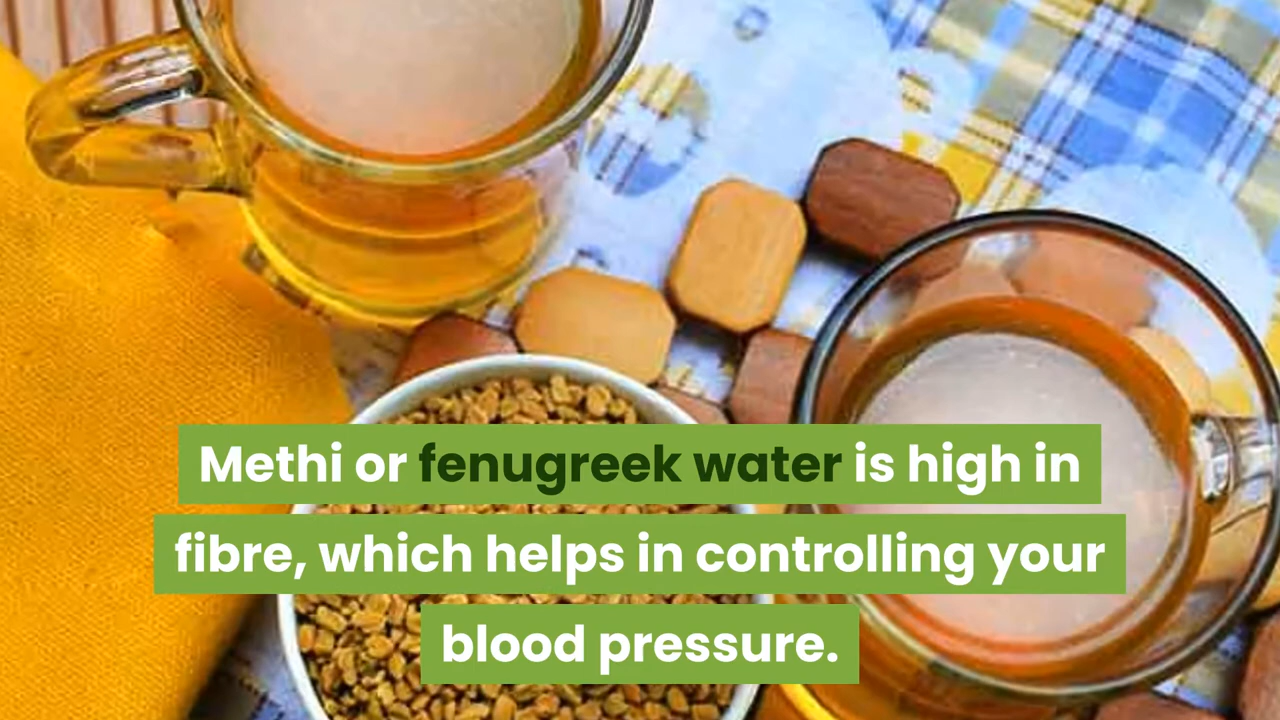 Methi or fenugreek water is high in
fibre, which helps in controlling your
blood pressure.